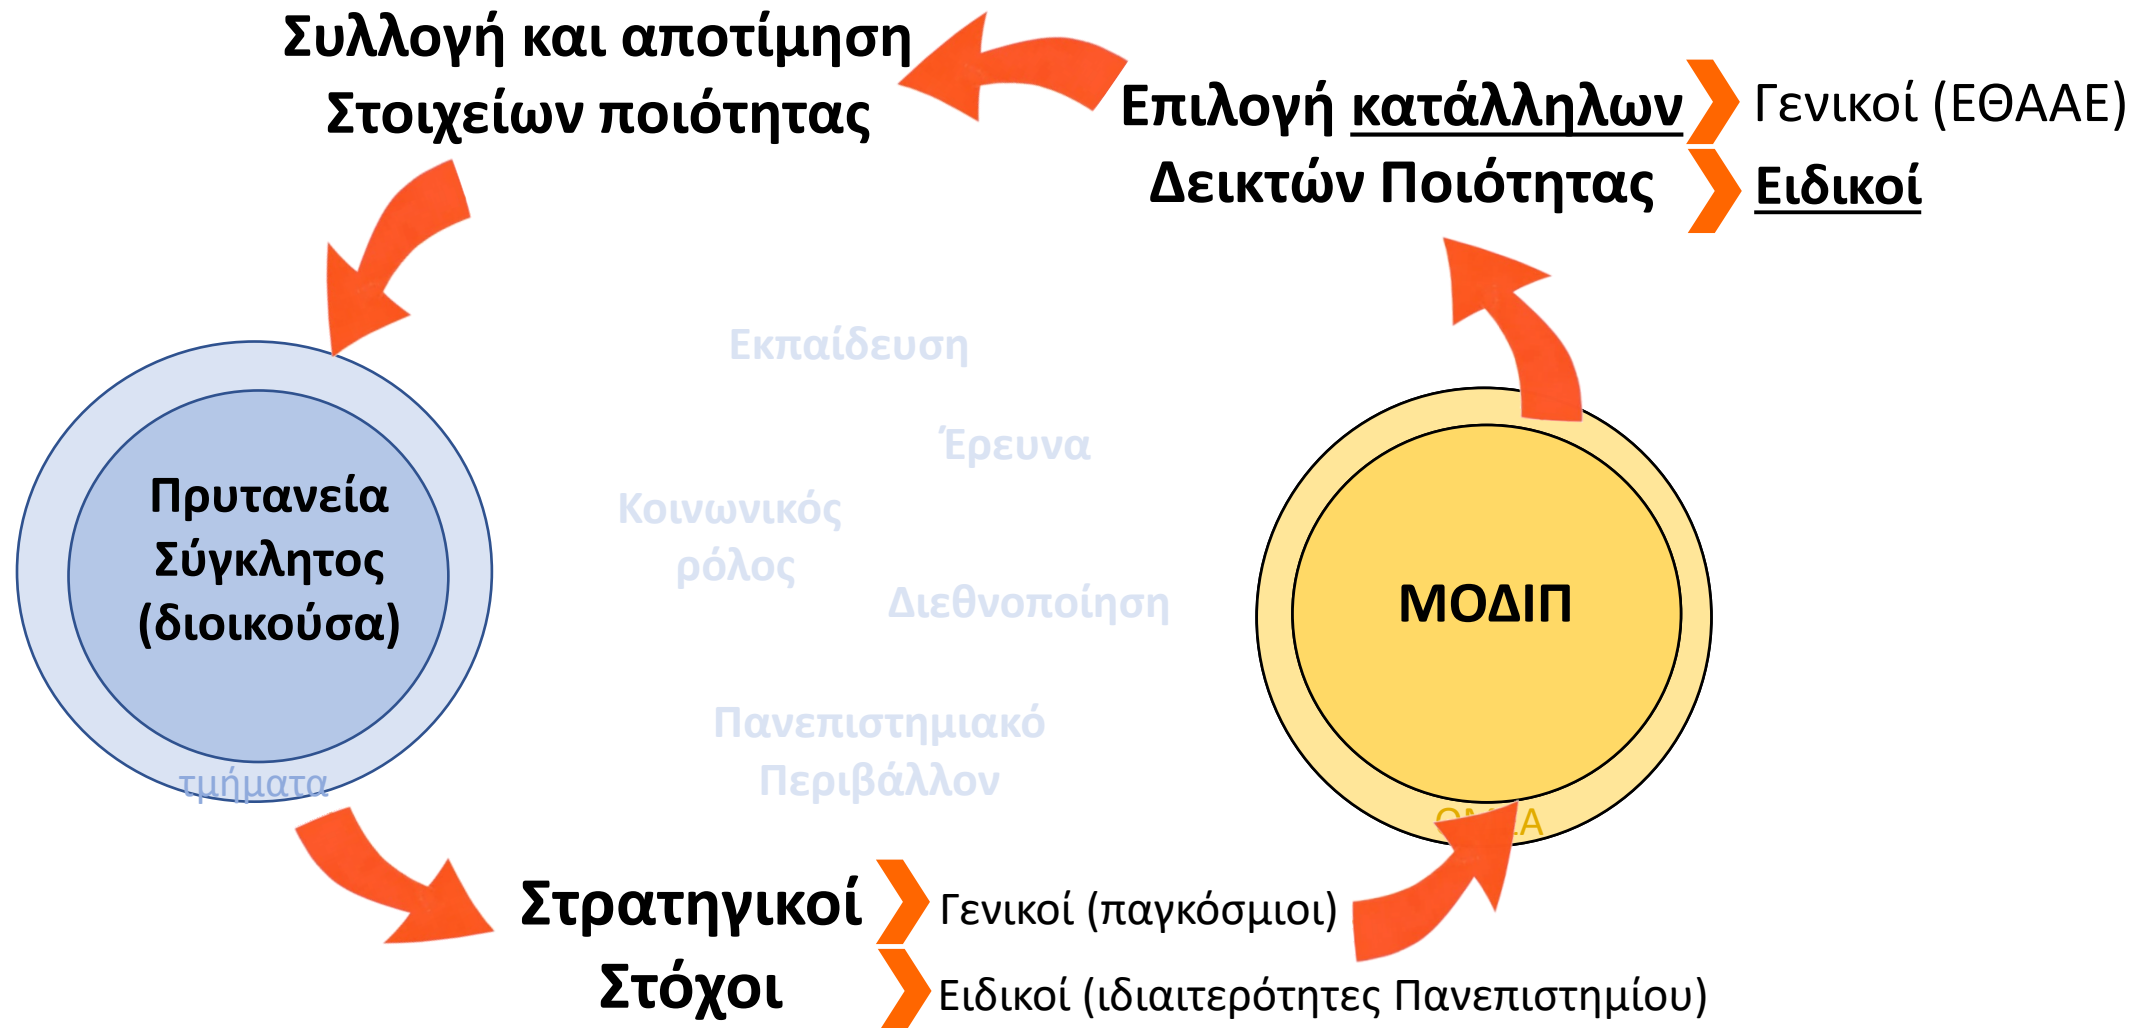 Συλλογή και αποτίμηση
Στοιχείων ποιότητας
Επιλογή κατάλληλων
Δεικτών Ποιότητας
Γενικοί (ΕΘΑΑΕ)
Ειδικοί
Εκπαίδευση
Έρευνα
Κοινωνικός
ρόλος
Διεθνοποίηση
Πανεπιστημιακό
Περιβάλλον
Πρυτανεία
Σύγκλητος
(διοικούσα)
τμήματα
ΜΟΔΙΠ
Στρατηγικοί
Στόχοι
Γενικοί (παγκόσμιοι)
Ειδικοί (ιδιαιτερότητες Πανεπιστημίου)